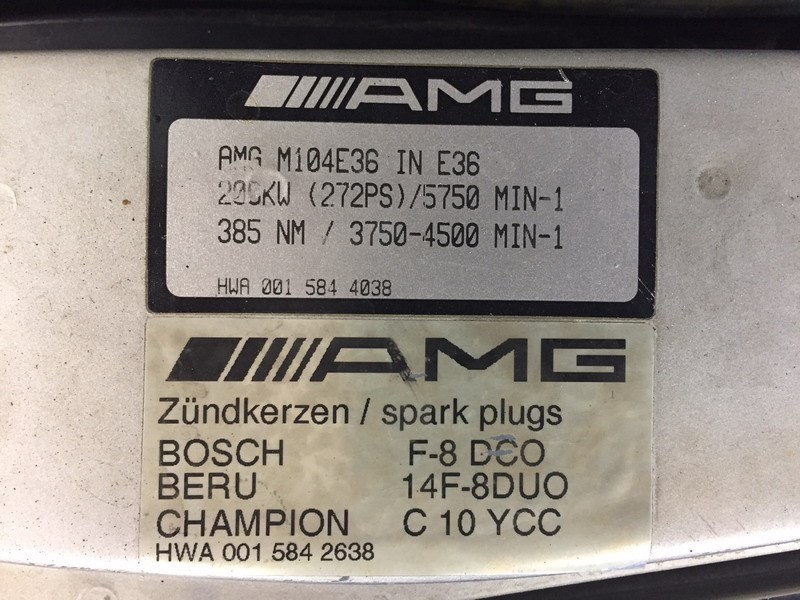 AMG
AMG M104E36 IN E36
205KW (272PS)/5750 MIN-1
385 NM / 3750-4500 MIN-1
HWA 001 584 4038
AMG
Zündkerzen / spark plugs
BOSCH F-8 DCO
BERU 14F-8DUO
CHAMPION C 10 YCC
HWA 001 584 2638